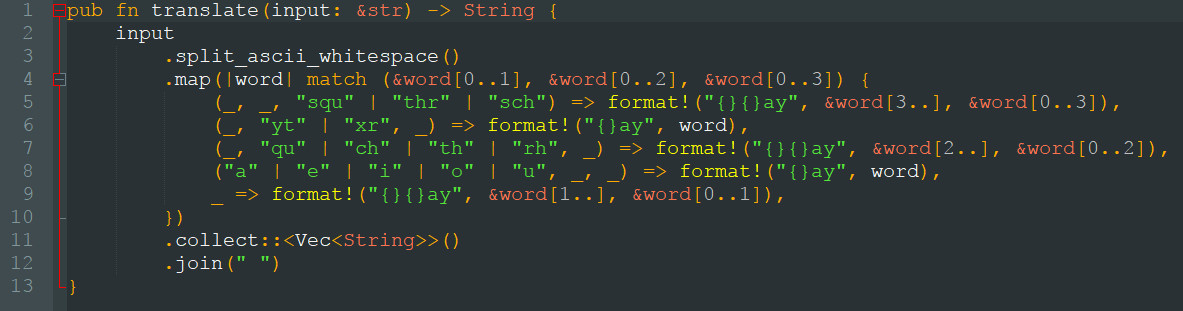 1 pub fn translate(input: &str) -> String {
2     input
3         .split_ascii_whitespace()
4         .map(|word| match (&word[0..1], &word[0..2], &word[0..3]) {
5             (_, _, "squ" | "thr" | "sch") => format!("{}{}ay", &word[3..], &word[0..3]),
6             (_, "yt" | "xr", _) => format!("{}ay", word),
7             (_, "qu" | "ch" | "th" | "rh", _) => format!("{}{}ay", &word[2..], &word[0..2]),
8             ("a" | "e" | "i" | "o" | "u", _, _) => format!("{}ay", word),
9             _ => format!("{}{}ay", &word[1..], &word[0..1]),
10         })
11         .collect::<Vec<String>>()
12         .join(" ")
13 }